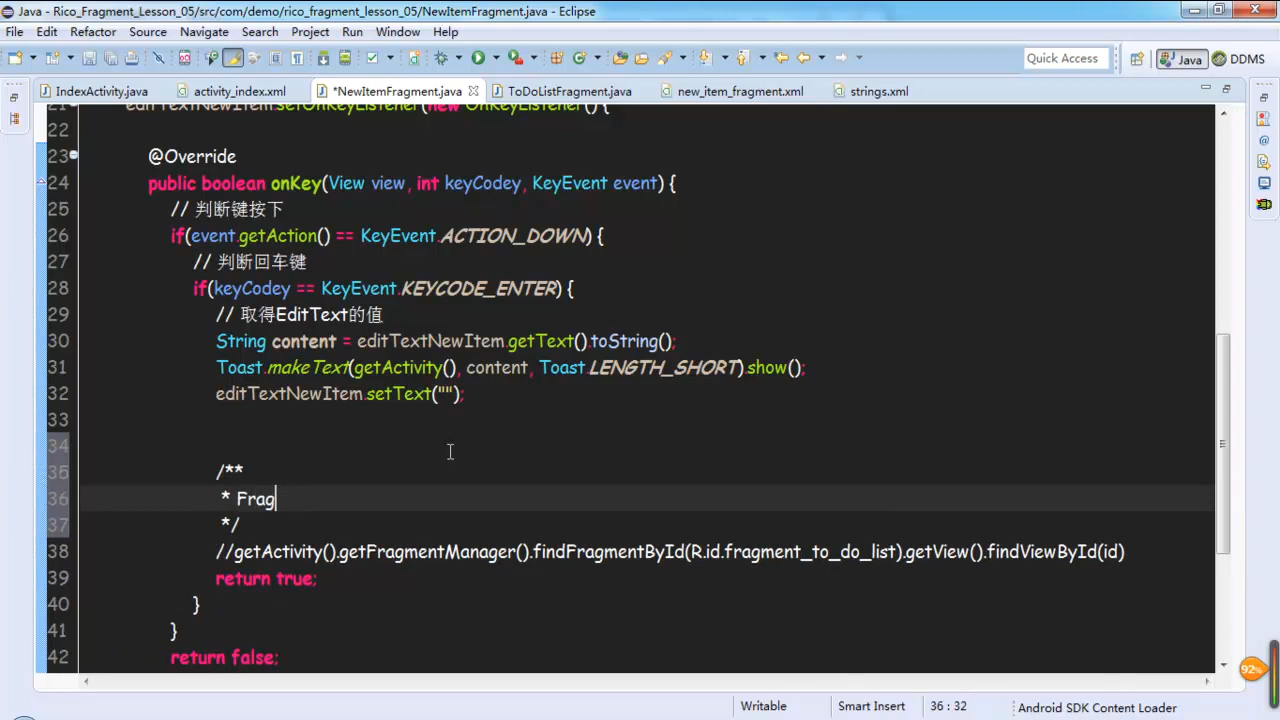 Java - Rico_Fragment_Lesson_05/src/com/demo/rico_fragment_lesson_05/NewItemFragment.java - Eclipse
File Edit Refactor Source Navigate Search Project Run Window Help
Quick Access Java DDMS
IndexActivity.java activity_index.xml *NewItemFragment.java ToDoListFragment.java new_item_fragment.xml strings.xml
21 editTextNewItem.setOnKeyListener(new OnKeyListener() {
22
23 @Override
24 public boolean onKey(View view, int keyCodey, KeyEvent event) {
25 // 判断键按下
26 if(event.getAction() == KeyEvent.ACTION_DOWN) {
27 // 判断回车键
28 if(keyCodey == KeyEvent.KEYCODE_ENTER) {
29 // 取得EditText的值
30 String content = editTextNewItem.getText().toString();
31 Toast.makeText(getActivity(), content, Toast.LENGTH_SHORT).show();
32 editTextNewItem.setText("");
33
34
35 /**
36 * Frag
37 */
38 //getActivity().getFragmentManager().findFragmentById(R.id.fragment_to_do_list).getView().findViewById(id)
39 return true;
40 }
41 }
42 return false;
92%
Writable Smart Insert 36 : 32 Android SDK Content Loader